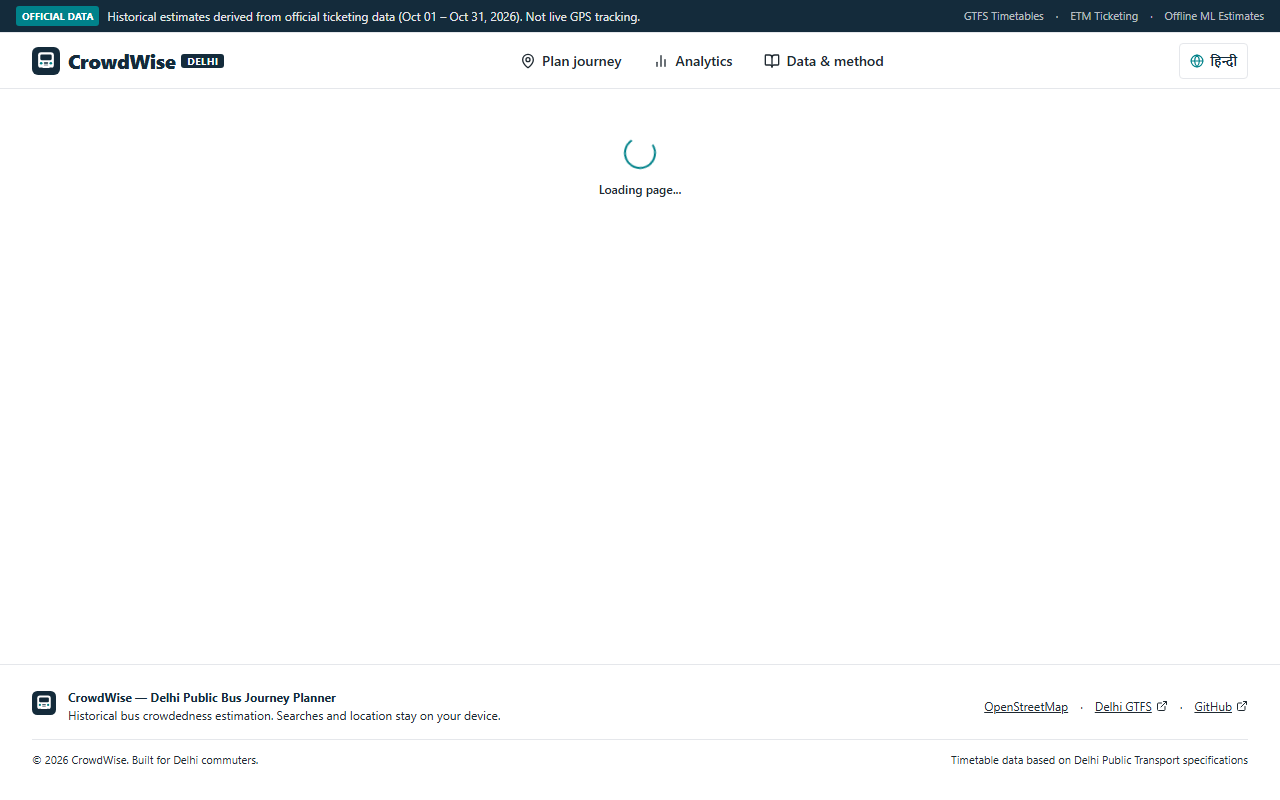 OFFICIAL DATA Historical estimates derived from official ticketing data (Oct 01 – Oct 31, 2026). Not live GPS tracking. GTFS Timetables · ETM Ticketing · Offline ML Estimates
CrowdWise DELHI Plan journey Analytics Data & method हिन्दी
Loading page...
CrowdWise — Delhi Public Bus Journey Planner
Historical bus crowdedness estimation. Searches and location stay on your device.
OpenStreetMap · Delhi GTFS · GitHub
© 2026 CrowdWise. Built for Delhi commuters. Timetable data based on Delhi Public Transport specifications